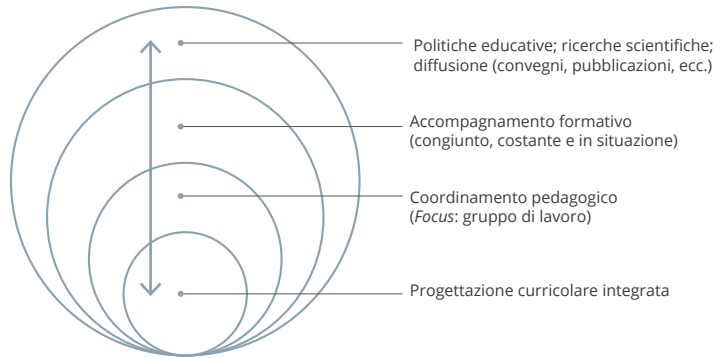 Politiche educative; ricerche scientifiche;
diffusione (convegni, pubblicazioni, ecc.)
Accompagnamento formativo
(congiunto, costante e in situazione)
Coordinamento pedagogico
(Focus: gruppo di lavoro)
Progettazione curricolare integrata